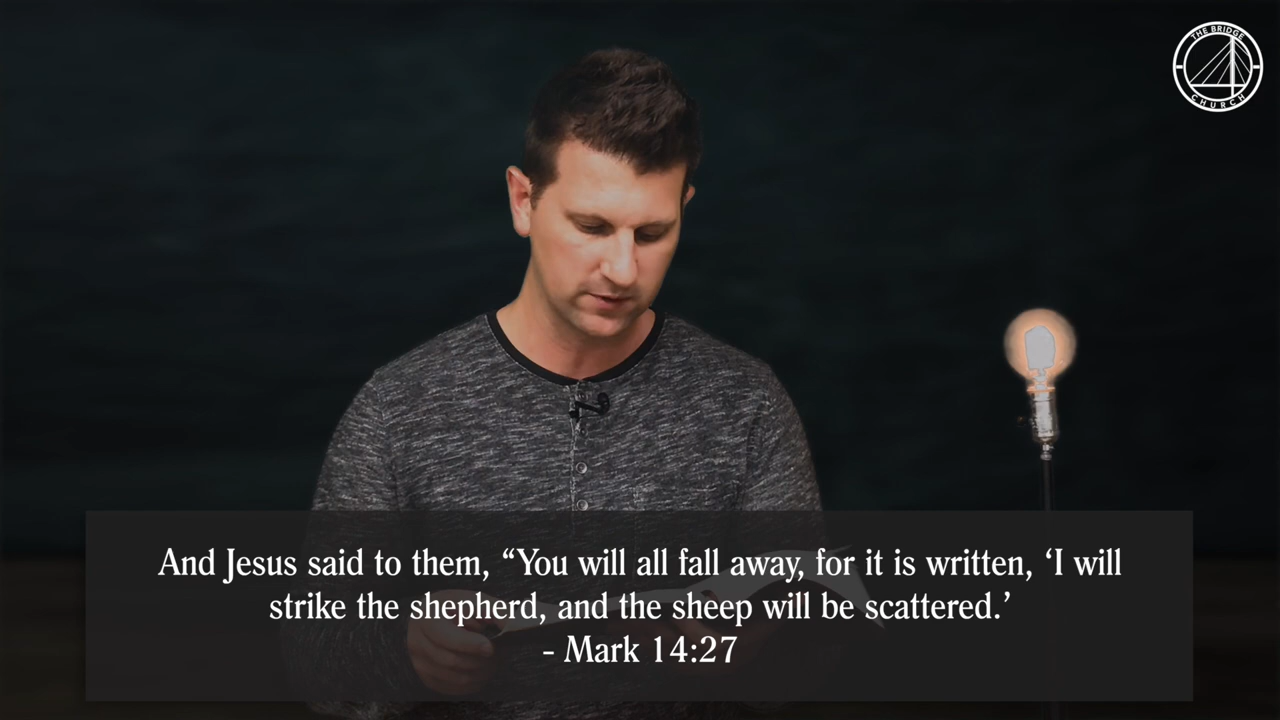 THE BRIDGE
CHURCH
And Jesus said to them, “You will all fall away, for it is written, ‘I will
strike the shepherd, and the sheep will be scattered.’
- Mark 14:27